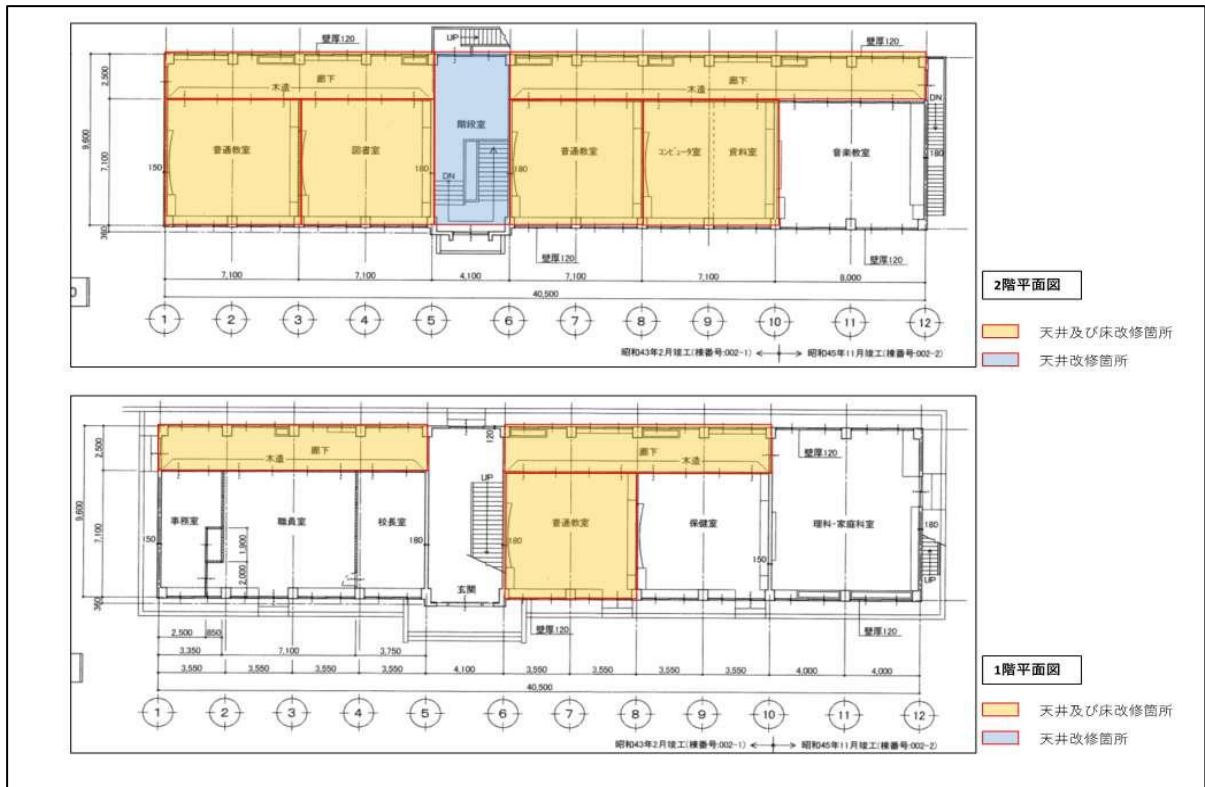 UP
壁厚120
壁厚120
2,500
廊下
木造
廊下
木造
DN
9,600
7,100
普通教室
図書室
階段室
普通教室
コンピュータ室
資料室
音楽教室
150
180
DN
180
180
360
壁厚120
壁厚120
7,100
7,100
4,100
7,100
7,100
8,000
40,500
2階平面図
1
2
3
4
5
6
7
8
9
10
11
12
天井及び床改修箇所
昭和43年2月竣工(棟番号:002-1)
昭和45年11月竣工(棟番号:002-2)
天井改修箇所
2,500
廊下
木造
120
廊下
木造
壁厚120
9,600
7,100
UP
事務室
職員室
校長室
普通教室
保健室
理科・家庭科室
150
1,900
180
180
150
180
2,000
UP
玄関
360
2,500
850
壁厚120
壁厚120
3,350
7,100
3,750
3,550
3,550
3,550
3,550
4,100
3,550
3,550
3,550
3,550
4,000
4,000
40,500
1階平面図
1
2
3
4
5
6
7
8
9
10
11
12
天井及び床改修箇所
昭和43年2月竣工(棟番号:002-1)
昭和45年11月竣工(棟番号:002-2)
天井改修箇所